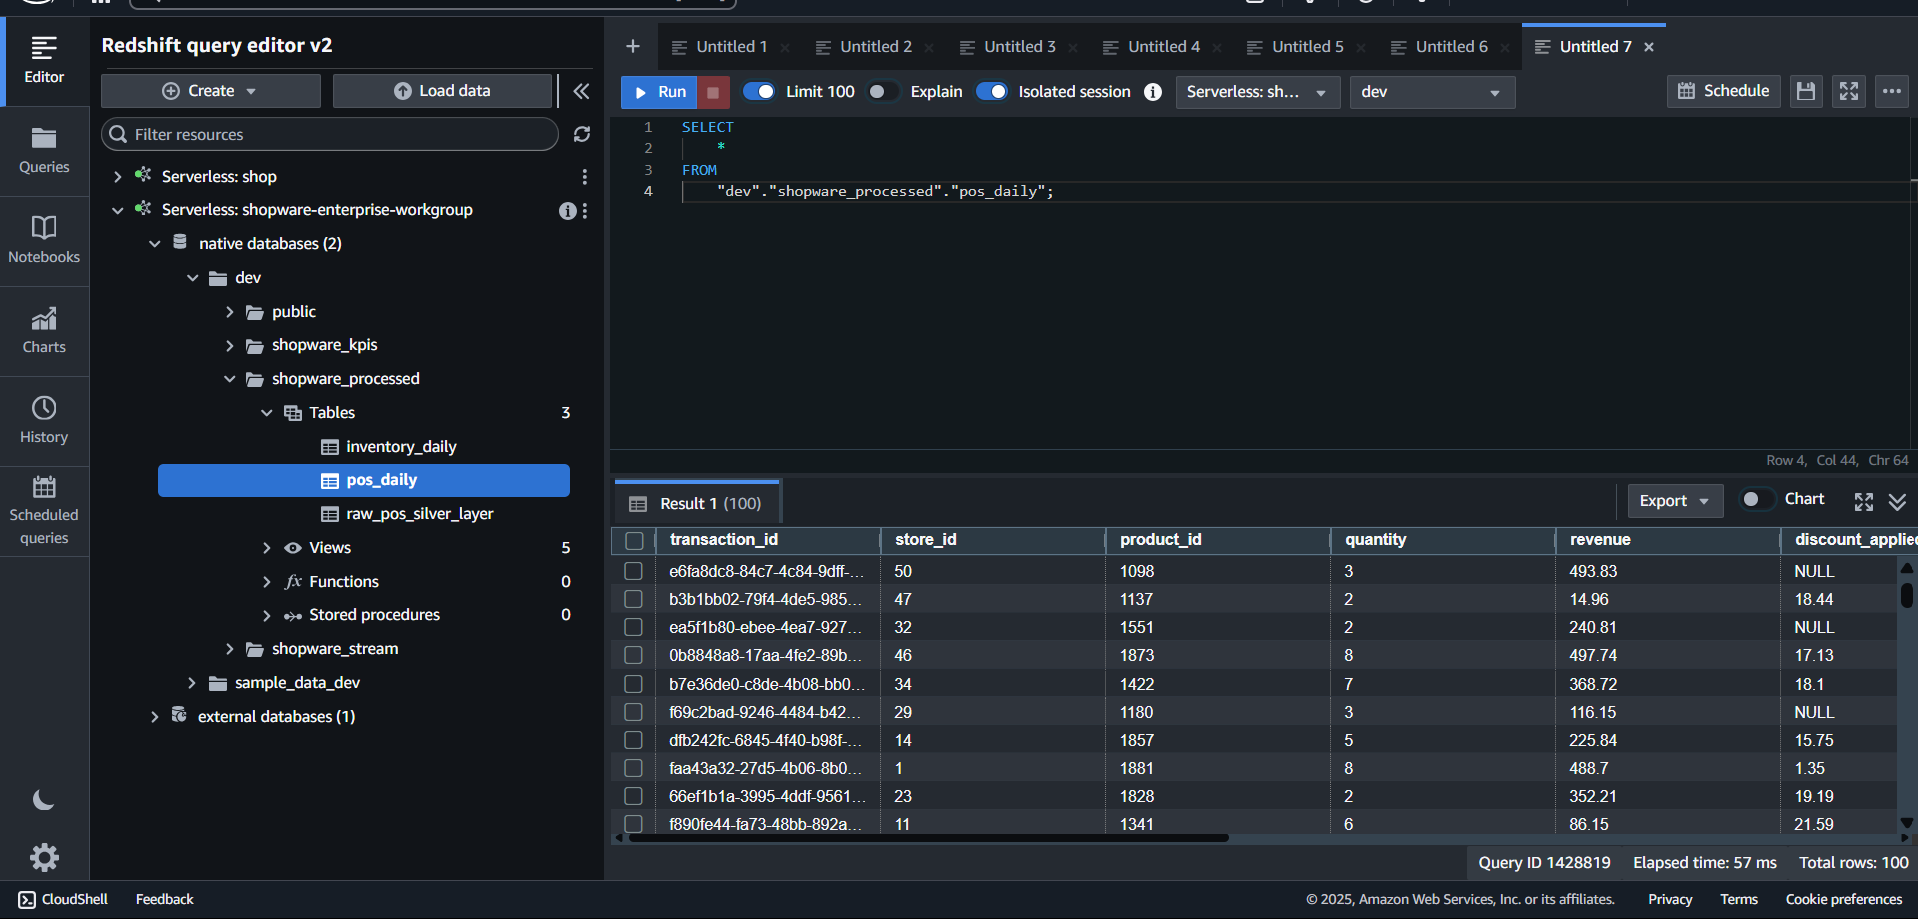 Editor
Queries
Notebooks
Charts
History
Scheduled
queries
Redshift query editor v2
Create
Load data
Filter resources
Serverless: shop
Serverless: shopware-enterprise-workgroup
native databases (2)
dev
public
shopware_kpis
shopware_processed
Tables 3
inventory_daily
pos_daily
raw_pos_silver_layer
Views 5
fx Functions 0
Stored procedures 0
shopware_stream
sample_data_dev
external databases (1)
+ Untitled 1 × Untitled 2 × Untitled 3 × Untitled 4 × Untitled 5 × Untitled 6 × Untitled 7 ×
Run Limit 100 Explain Isolated session Serverless: sh... dev Schedule
1 SELECT
2 *
3 FROM
4 "dev"."shopware_processed"."pos_daily";
Row 4, Col 44, Chr 64
Result 1 (100) Export Chart
transaction_id store_id product_id quantity revenue discount_applied
e6fa8dc8-84c7-4c84-9dff-... 50 1098 3 493.83 NULL
b3b1bb02-79f4-4de5-985... 47 1137 2 14.96 18.44
ea5f1b80-ebee-4ea7-927... 32 1551 2 240.81 NULL
0b8848a8-17aa-4fe2-89b... 46 1873 8 497.74 17.13
b7e36de0-c8de-4b08-bb0... 34 1422 7 368.72 18.1
f69c2bad-9246-4484-b42... 29 1180 3 116.15 NULL
dfb242fc-6845-4f40-b98f-... 14 1857 5 225.84 15.75
faa43a32-27d5-4b06-8b0... 1 1881 8 488.7 1.35
66ef1b1a-3995-4ddf-9561... 23 1828 2 352.21 19.19
f890fe44-fa73-48bb-892a... 11 1341 6 86.15 21.59
Query ID 1428819 Elapsed time: 57 ms Total rows: 100
CloudShell Feedback © 2025, Amazon Web Services, Inc. or its affiliates. Privacy Terms Cookie preferences